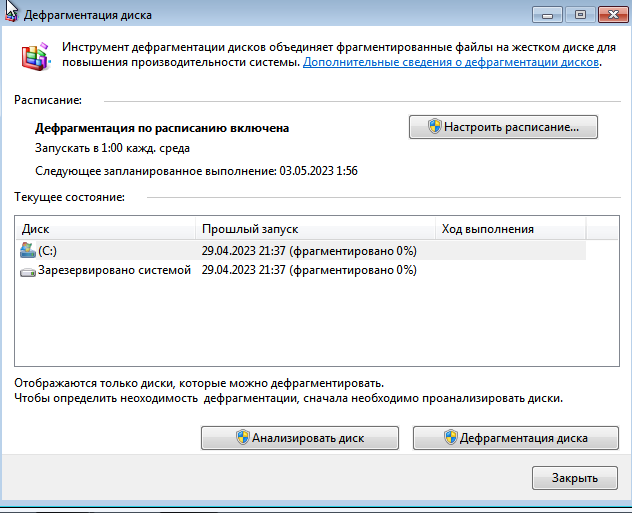 Дефрагментация диска
Инструмент дефрагментации дисков объединяет фрагментированные файлы на жестком диске для
повышения производительности системы. Дополнительные сведения о дефрагментации дисков.
Расписание:
Дефрагментация по расписанию включена
Настроить расписание...
Запускать в 1:00 кажд. среда
Следующее запланированное выполнение: 03.05.2023 1:56
Текущее состояние:
Диск Прошлый запуск Ход выполнения
(C:) 29.04.2023 21:37 (фрагментировано 0%)
Зарезервировано системой 29.04.2023 21:37 (фрагментировано 0%)
Отображаются только диски, которые можно дефрагментировать.
Чтобы определить неоходимость дефрагментации, сначала необходимо проанализировать диски.
Анализировать диск Дефрагментация диска
Закрыть